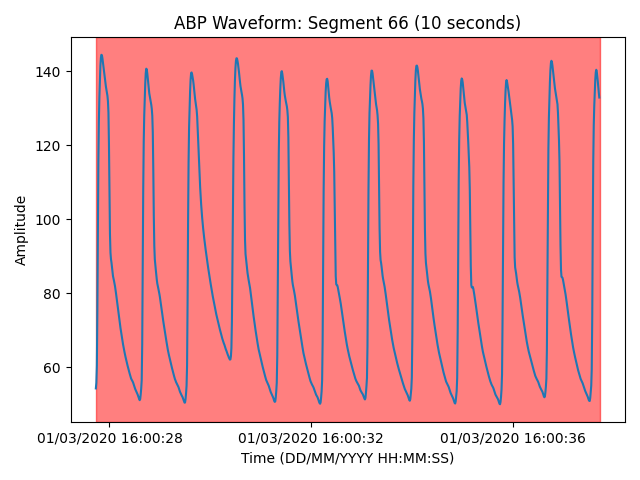 ABP Waveform: Segment 66 (10 seconds)
Amplitude
140
120
100
80
60
01/03/2020 16:00:28
01/03/2020 16:00:32
01/03/2020 16:00:36
Time (DD/MM/YYYY HH:MM:SS)